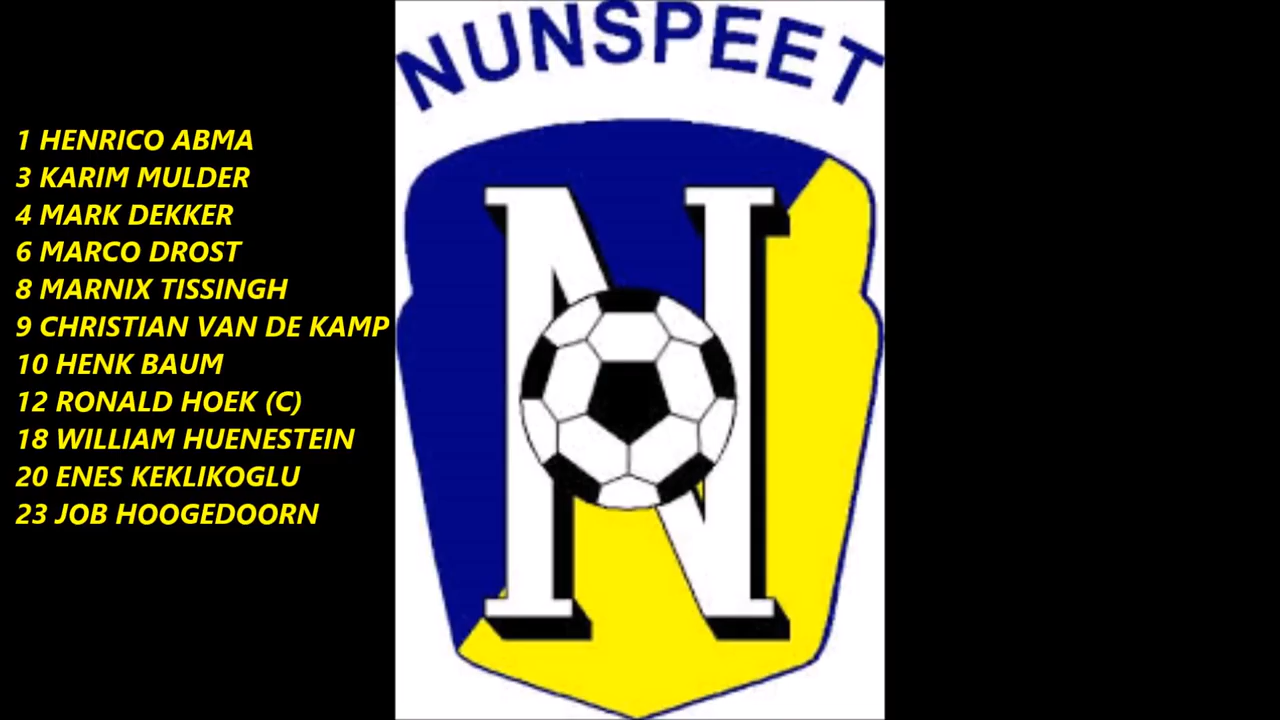 NUNSPEET
1 HENRICO ABMA
3 KARIM MULDER
4 MARK DEKKER
6 MARCO DROST
8 MARNIX TISSINGH
9 CHRISTIAN VAN DE KAMP
10 HENK BAUM
12 RONALD HOEK (C)
18 WILLIAM HUENESTEIN
20 ENES KEKLIKOGLU
23 JOB HOOGEDOORN
N